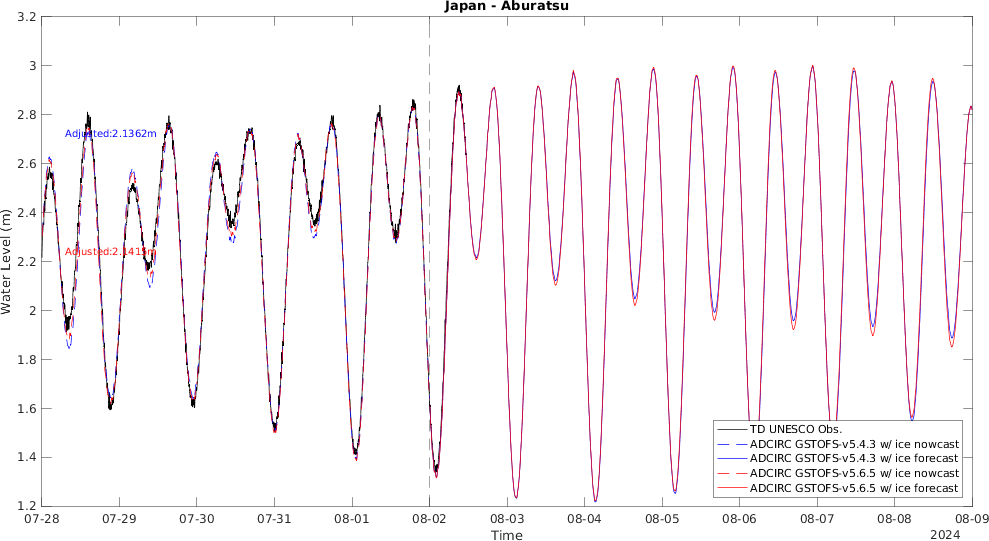 Japan - Aburatsu
Water Level (m)
3.2
3
2.8
2.6
2.4
2.2
2
1.8
1.6
1.4
1.2
Adjusted:2.1362m
Adjusted:2.1415m
TD UNESCO Obs.
ADCIRC GSTOFS-v5.4.3 w/ ice nowcast
ADCIRC GSTOFS-v5.4.3 w/ ice forecast
ADCIRC GSTOFS-v5.6.5 w/ ice nowcast
ADCIRC GSTOFS-v5.6.5 w/ ice forecast
07-28 07-29 07-30 07-31 08-01 08-02 08-03 08-04 08-05 08-06 08-07 08-08 08-09
Time
2024